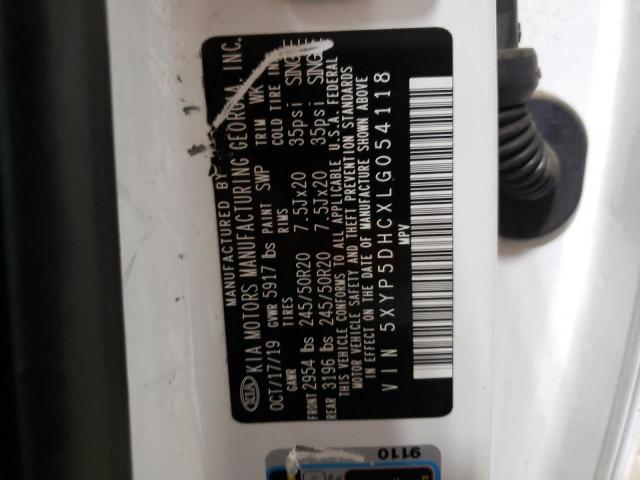 MANUFACTURED BY
KIA KIA MOTORS MANUFACTURING GEORGIA, INC.
OCT/17/19 GVWR 5917 lbs PAINT SWP TRIM WK
GAWR TIRES RIMS COLD TIRE
FRONT 2954 lbs 245/50R20 7.5Jx20 35psi SINGLE
REAR 3196 lbs 245/50R20 7.5Jx20 35psi SINGLE
THIS VEHICLE CONFORMS TO ALL APPLICABLE U.S.A. FEDERAL
MOTOR VEHICLE SAFETY AND THEFT PREVENTION STANDARDS
IN EFFECT ON THE DATE OF MANUFACTURE SHOWN ABOVE
VIN 5XYP5DHCXLG054118
MPV
9110